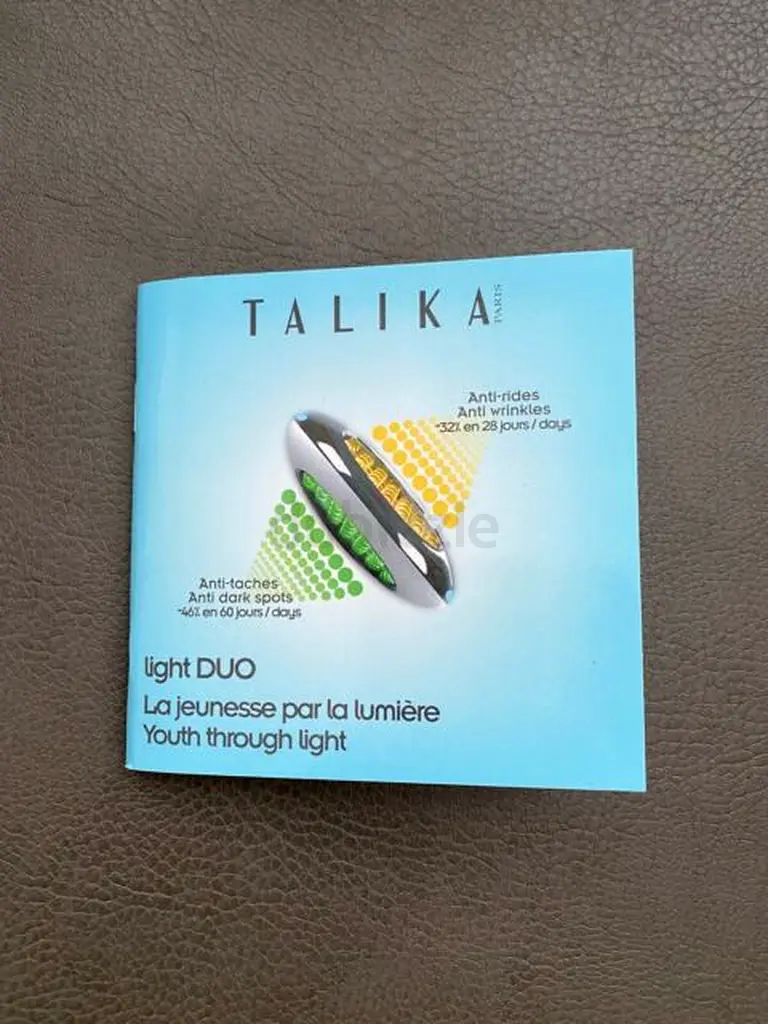 TALIKA PARIS
Anti-rides
Anti wrinkles
-32% en 28 jours / days
Anti-taches
Anti dark spots
-46% en 60 jours / days
light DUO
La jeunesse par la lumière
Youth through light